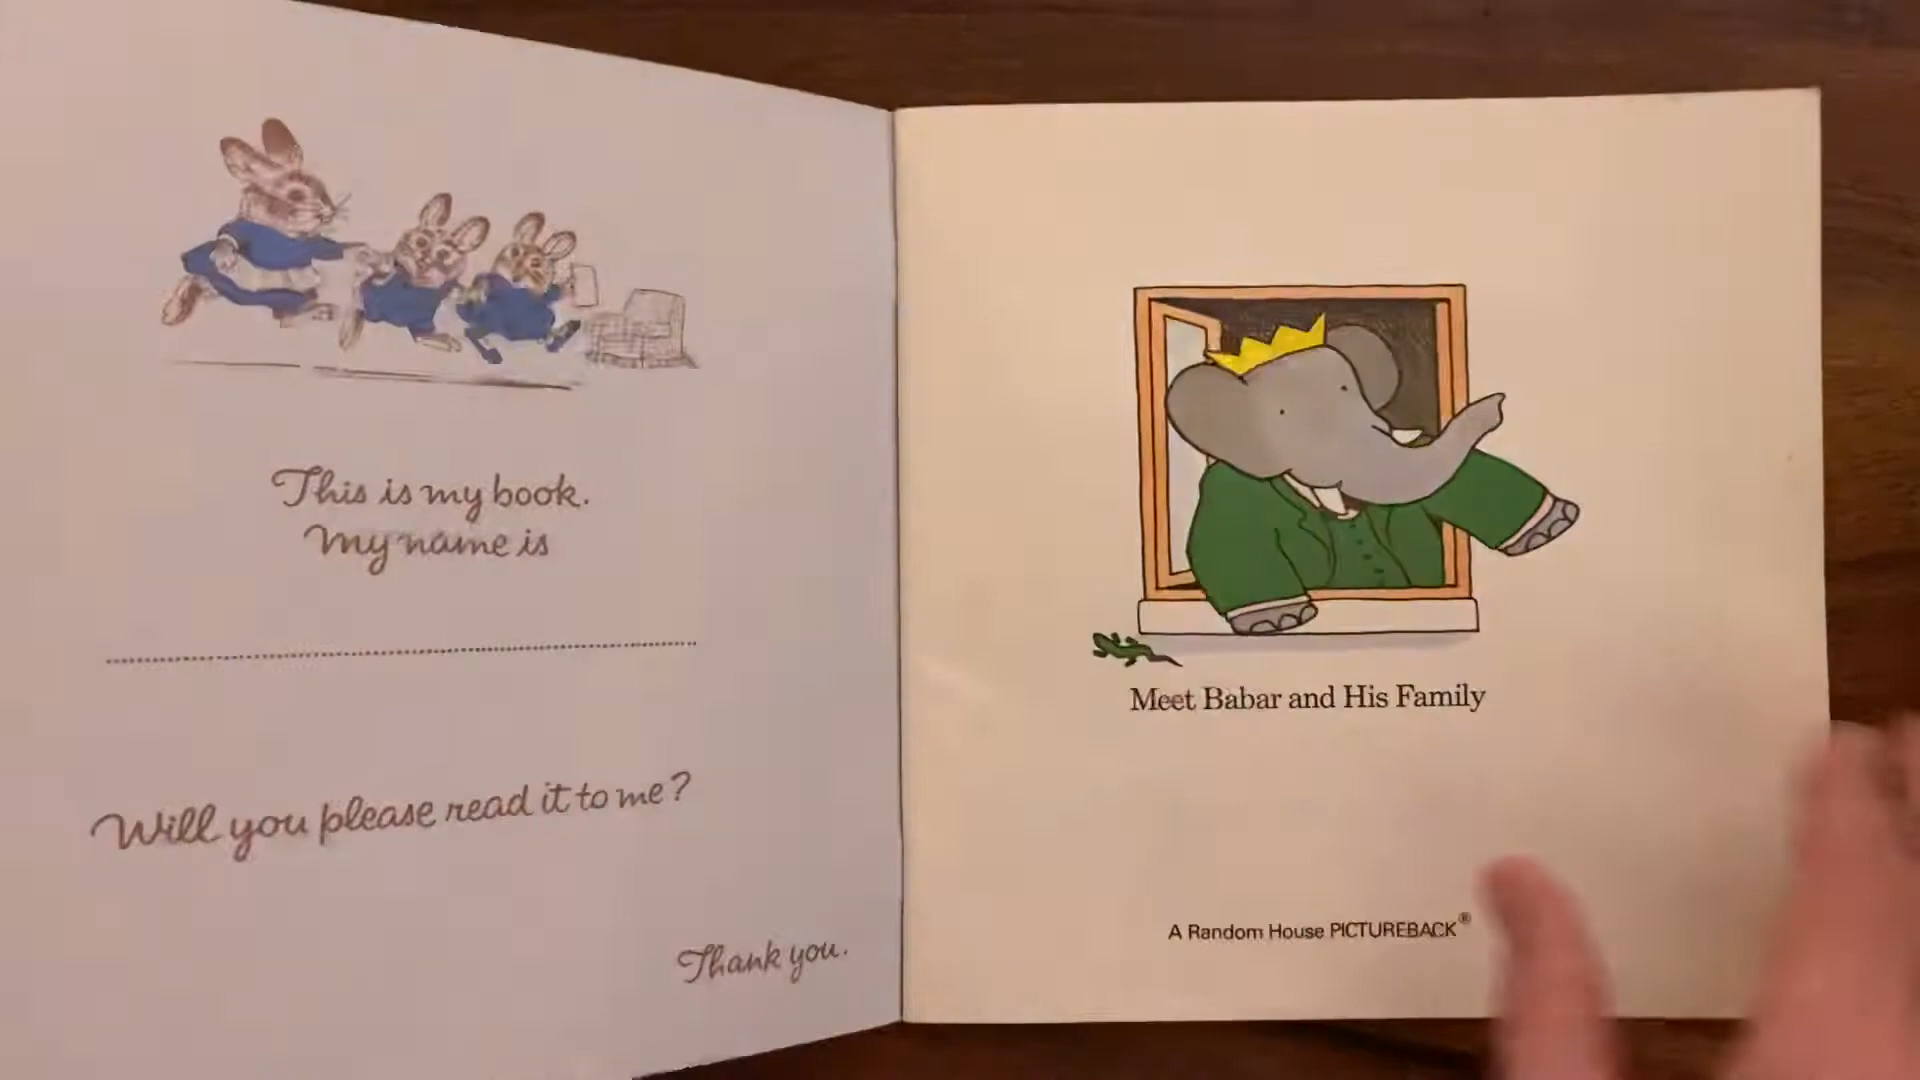 This is my book.
My name is
Will you please read it to me?
Thank you.
Meet Babar and His Family
A Random House PICTUREBACK®